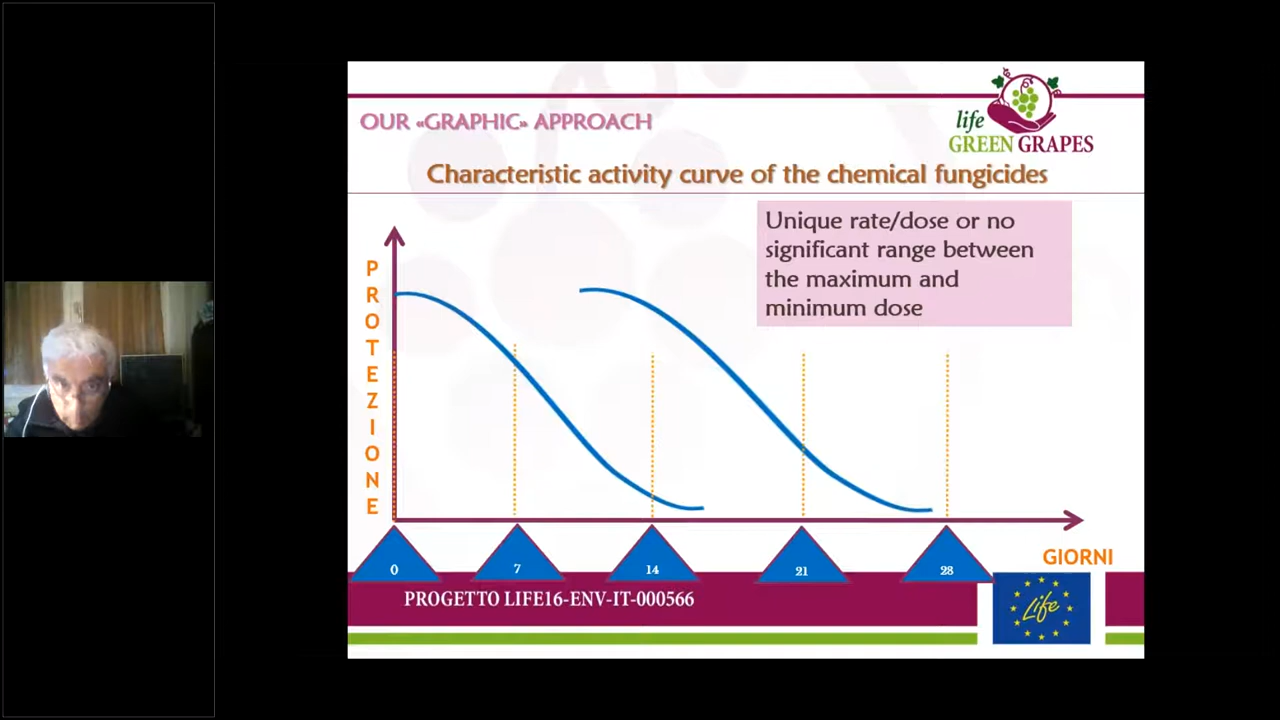 life
GREEN GRAPES
OUR «GRAPHIC» APPROACH
Characteristic activity curve of the chemical fungicides
Unique rate/dose or no
significant range between
the maximum and
minimum dose
PROTEZIONE
GIORNI
0
7
14
21
28
PROGETTO LIFE16-ENV-IT-000566
Life